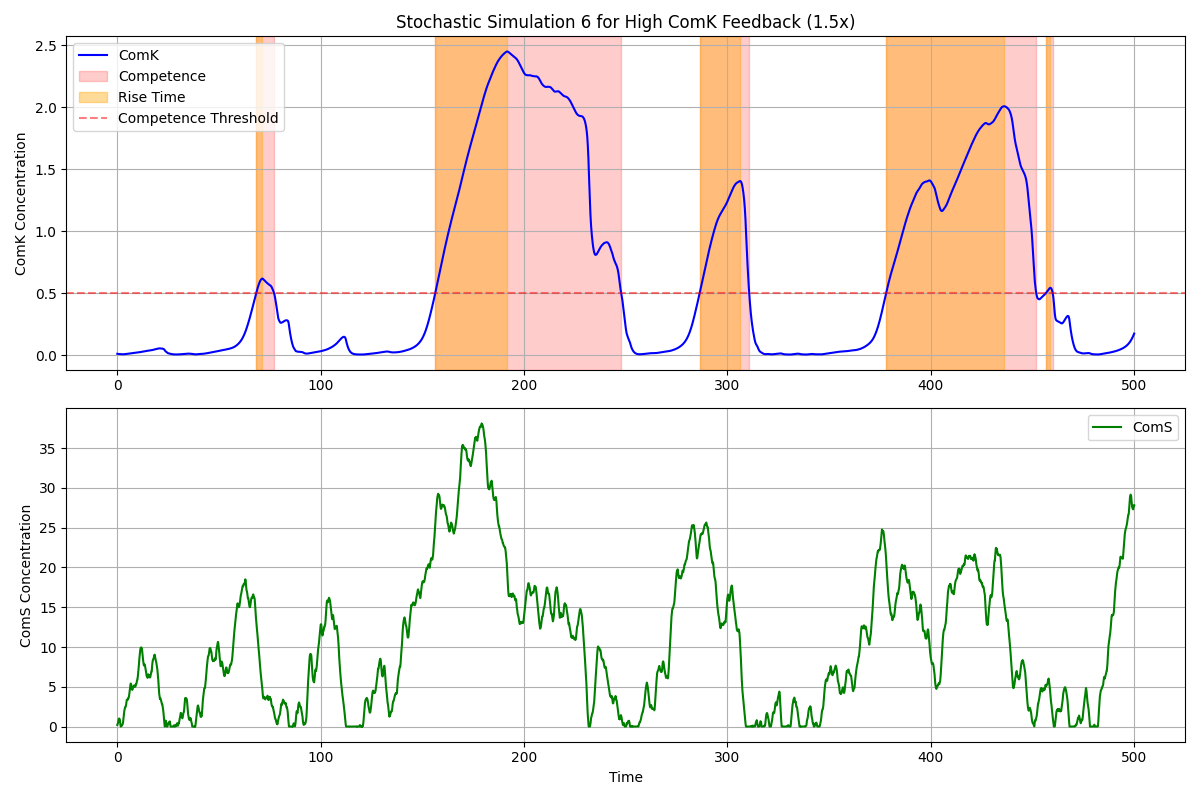 Stochastic Simulation 6 for High ComK Feedback (1.5x)
ComK
Competence
Rise Time
Competence Threshold
ComK Concentration
2.5
2.0
1.5
1.0
0.5
0.0
0 100 200 300 400 500
ComS
ComS Concentration
35
30
25
20
15
10
5
0
0 100 200 300 400 500
Time